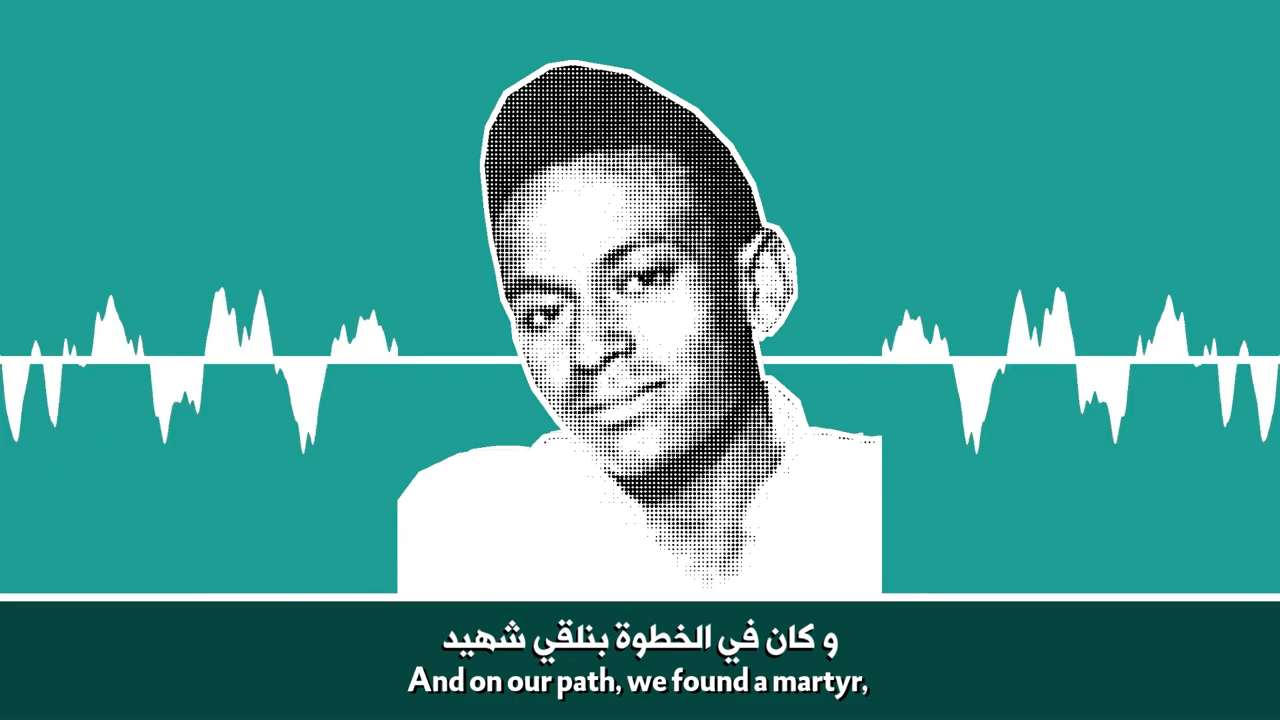 و كان في الخطوة بنلقي شهيد
And on our path, we found a martyr,